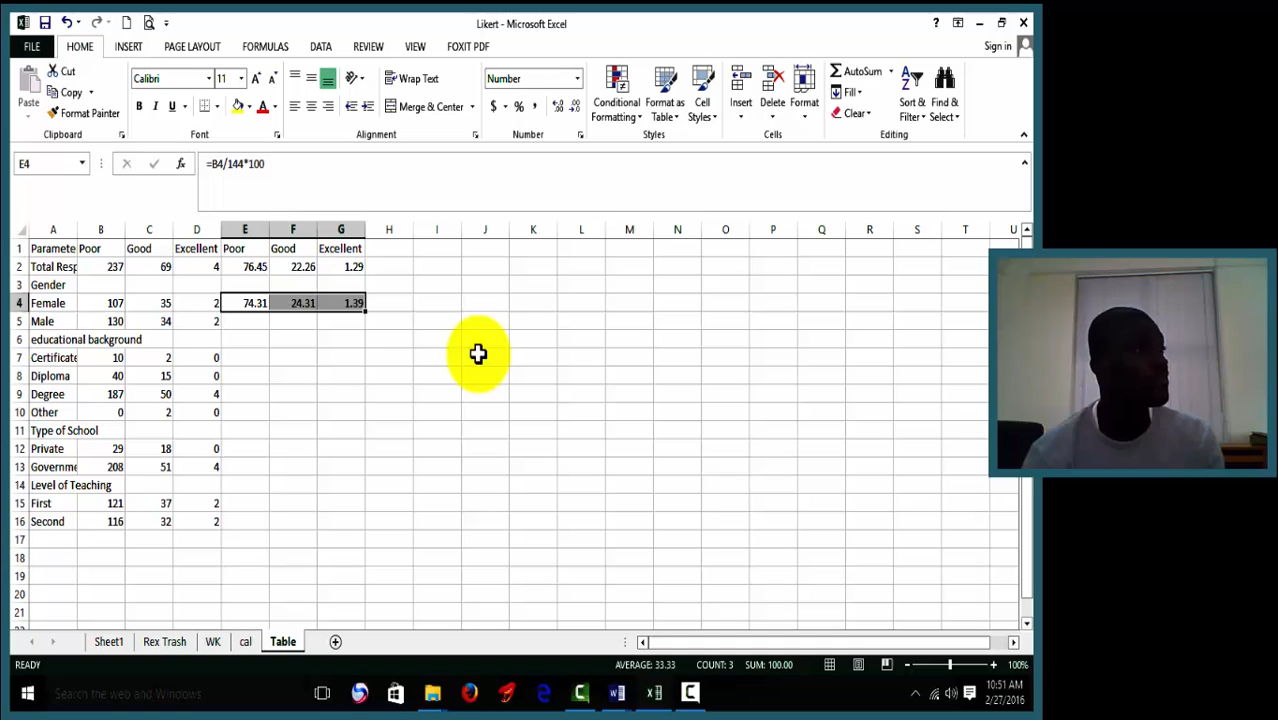 Likert - Microsoft Excel
?
FILE HOME INSERT PAGE LAYOUT FORMULAS DATA REVIEW VIEW FOXIT PDF Sign in
Paste
Cut
Copy
Format Painter
Calibri 11
B I U A
Wrap Text
Merge & Center
Number
$ % ,
Conditional Formatting
Format as Table
Cell Styles
Insert
Delete
Format
AutoSum
Fill
Clear
Sort & Filter
Find & Select
Clipboard Font Alignment Number Styles Cells Editing
E4 fx =B4/144*100
A B C D E F G H I J K L M N O P Q R S T U
1 Paramete Poor Good Excellent Poor Good Excellent
2 Total Resp 237 69 4 76.45 22.26 1.29
3 Gender
4 Female 107 35 2 74.31 24.31 1.39
5 Male 130 34 2
6 educational background
7 Certificate 10 2 0
8 Diploma 40 15 0
9 Degree 187 50 4
10 Other 0 2 0
11 Type of School
12 Private 29 18 0
13 Governme 208 51 4
14 Level of Teaching
15 First 121 37 2
16 Second 116 32 2
17
18
19
20
21
Sheet1 Rex Trash WK cal Table
READY AVERAGE: 33.33 COUNT: 3 SUM: 100.00 100%
Search the web and Windows
10:51 AM
2/27/2016